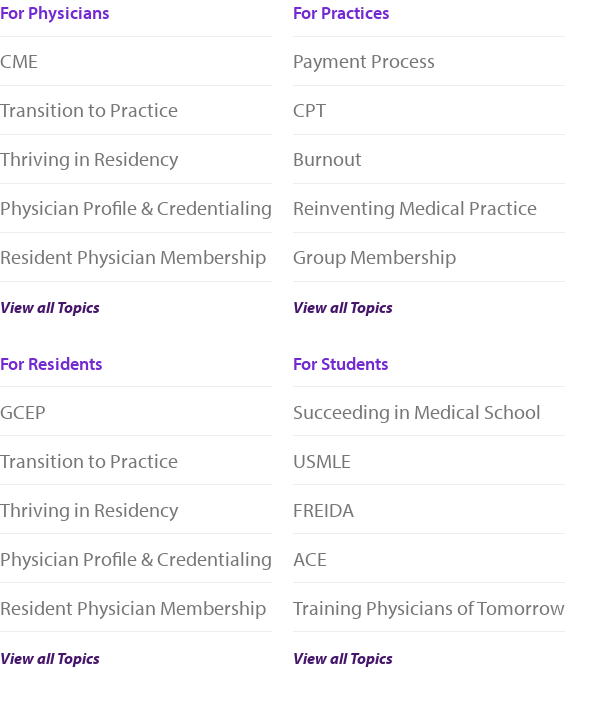 For Physicians
CME
Transition to Practice
Thriving in Residency
Physician Profile & Credentialing
Resident Physician Membership
View all Topics
For Practices
Payment Process
CPT
Burnout
Reinventing Medical Practice
Group Membership
View all Topics
For Residents
GCEP
Transition to Practice
Thriving in Residency
Physician Profile & Credentialing
Resident Physician Membership
View all Topics
For Students
Succeeding in Medical School
USMLE
FREIDA
ACE
Training Physicians of Tomorrow
View all Topics